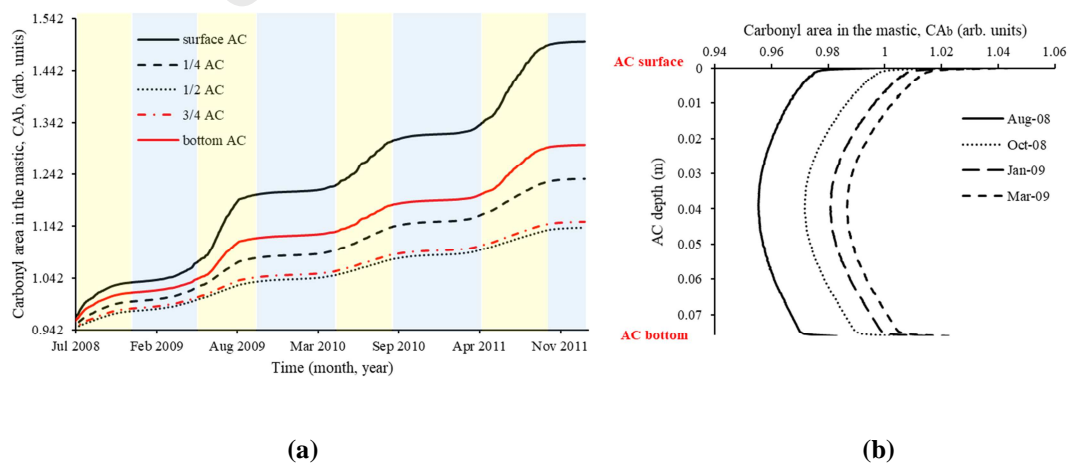 1.542
1.442
1.342
1.242
1.142
1.042
0.942
Carbonyl area in the mastic, CAb, (arb. units)
surface AC
1/4 AC
1/2 AC
3/4 AC
bottom AC
Jul 2008 Feb 2009 Aug 2009 Mar 2010 Sep 2010 Apr 2011 Nov 2011
Time (month, year)
(a)
Carbonyl area in the mastic, CAb (arb. units)
0.94 0.96 0.98 1 1.02 1.04 1.06
AC surface
0
0.01
0.02
0.03
0.04
0.05
0.06
0.07
AC depth (m)
AC bottom
Aug-08
Oct-08
Jan-09
Mar-09
(b)